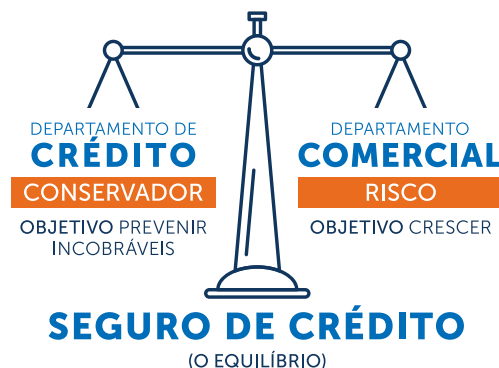 DEPARTAMENTO DE
CRÉDITO
CONSERVADOR
OBJETIVO PREVENIR
INCOBRÁVEIS
DEPARTAMENTO
COMERCIAL
RISCO
OBJETIVO CRESCER
SEGURO DE CRÉDITO
(O EQUILÍBRIO)